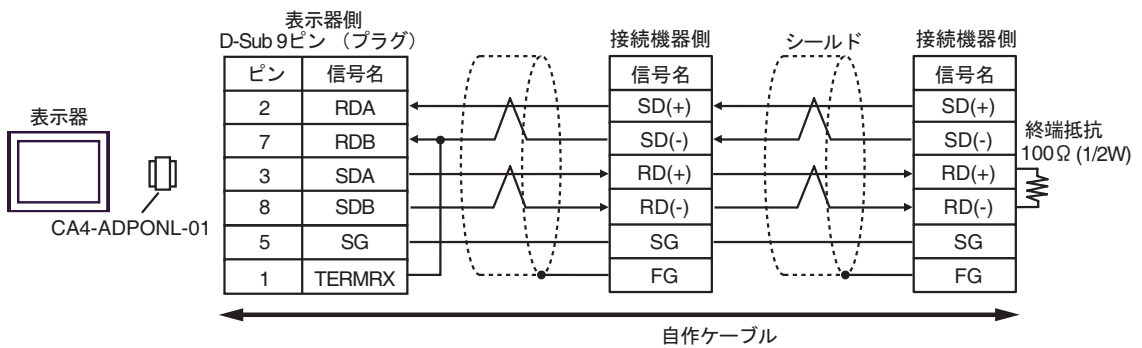 表示器
CA4-ADPONL-01
表示器側
D-Sub 9ピン （プラグ）
ピン 信号名
2 RDA
7 RDB
3 SDA
8 SDB
5 SG
1 TERMRX
接続機器側
信号名
SD(+)
SD(-)
RD(+)
RD(-)
SG
FG
シールド
接続機器側
信号名
SD(+)
SD(-)
RD(+)
RD(-)
SG
FG
終端抵抗
100Ω (1/2W)
自作ケーブル